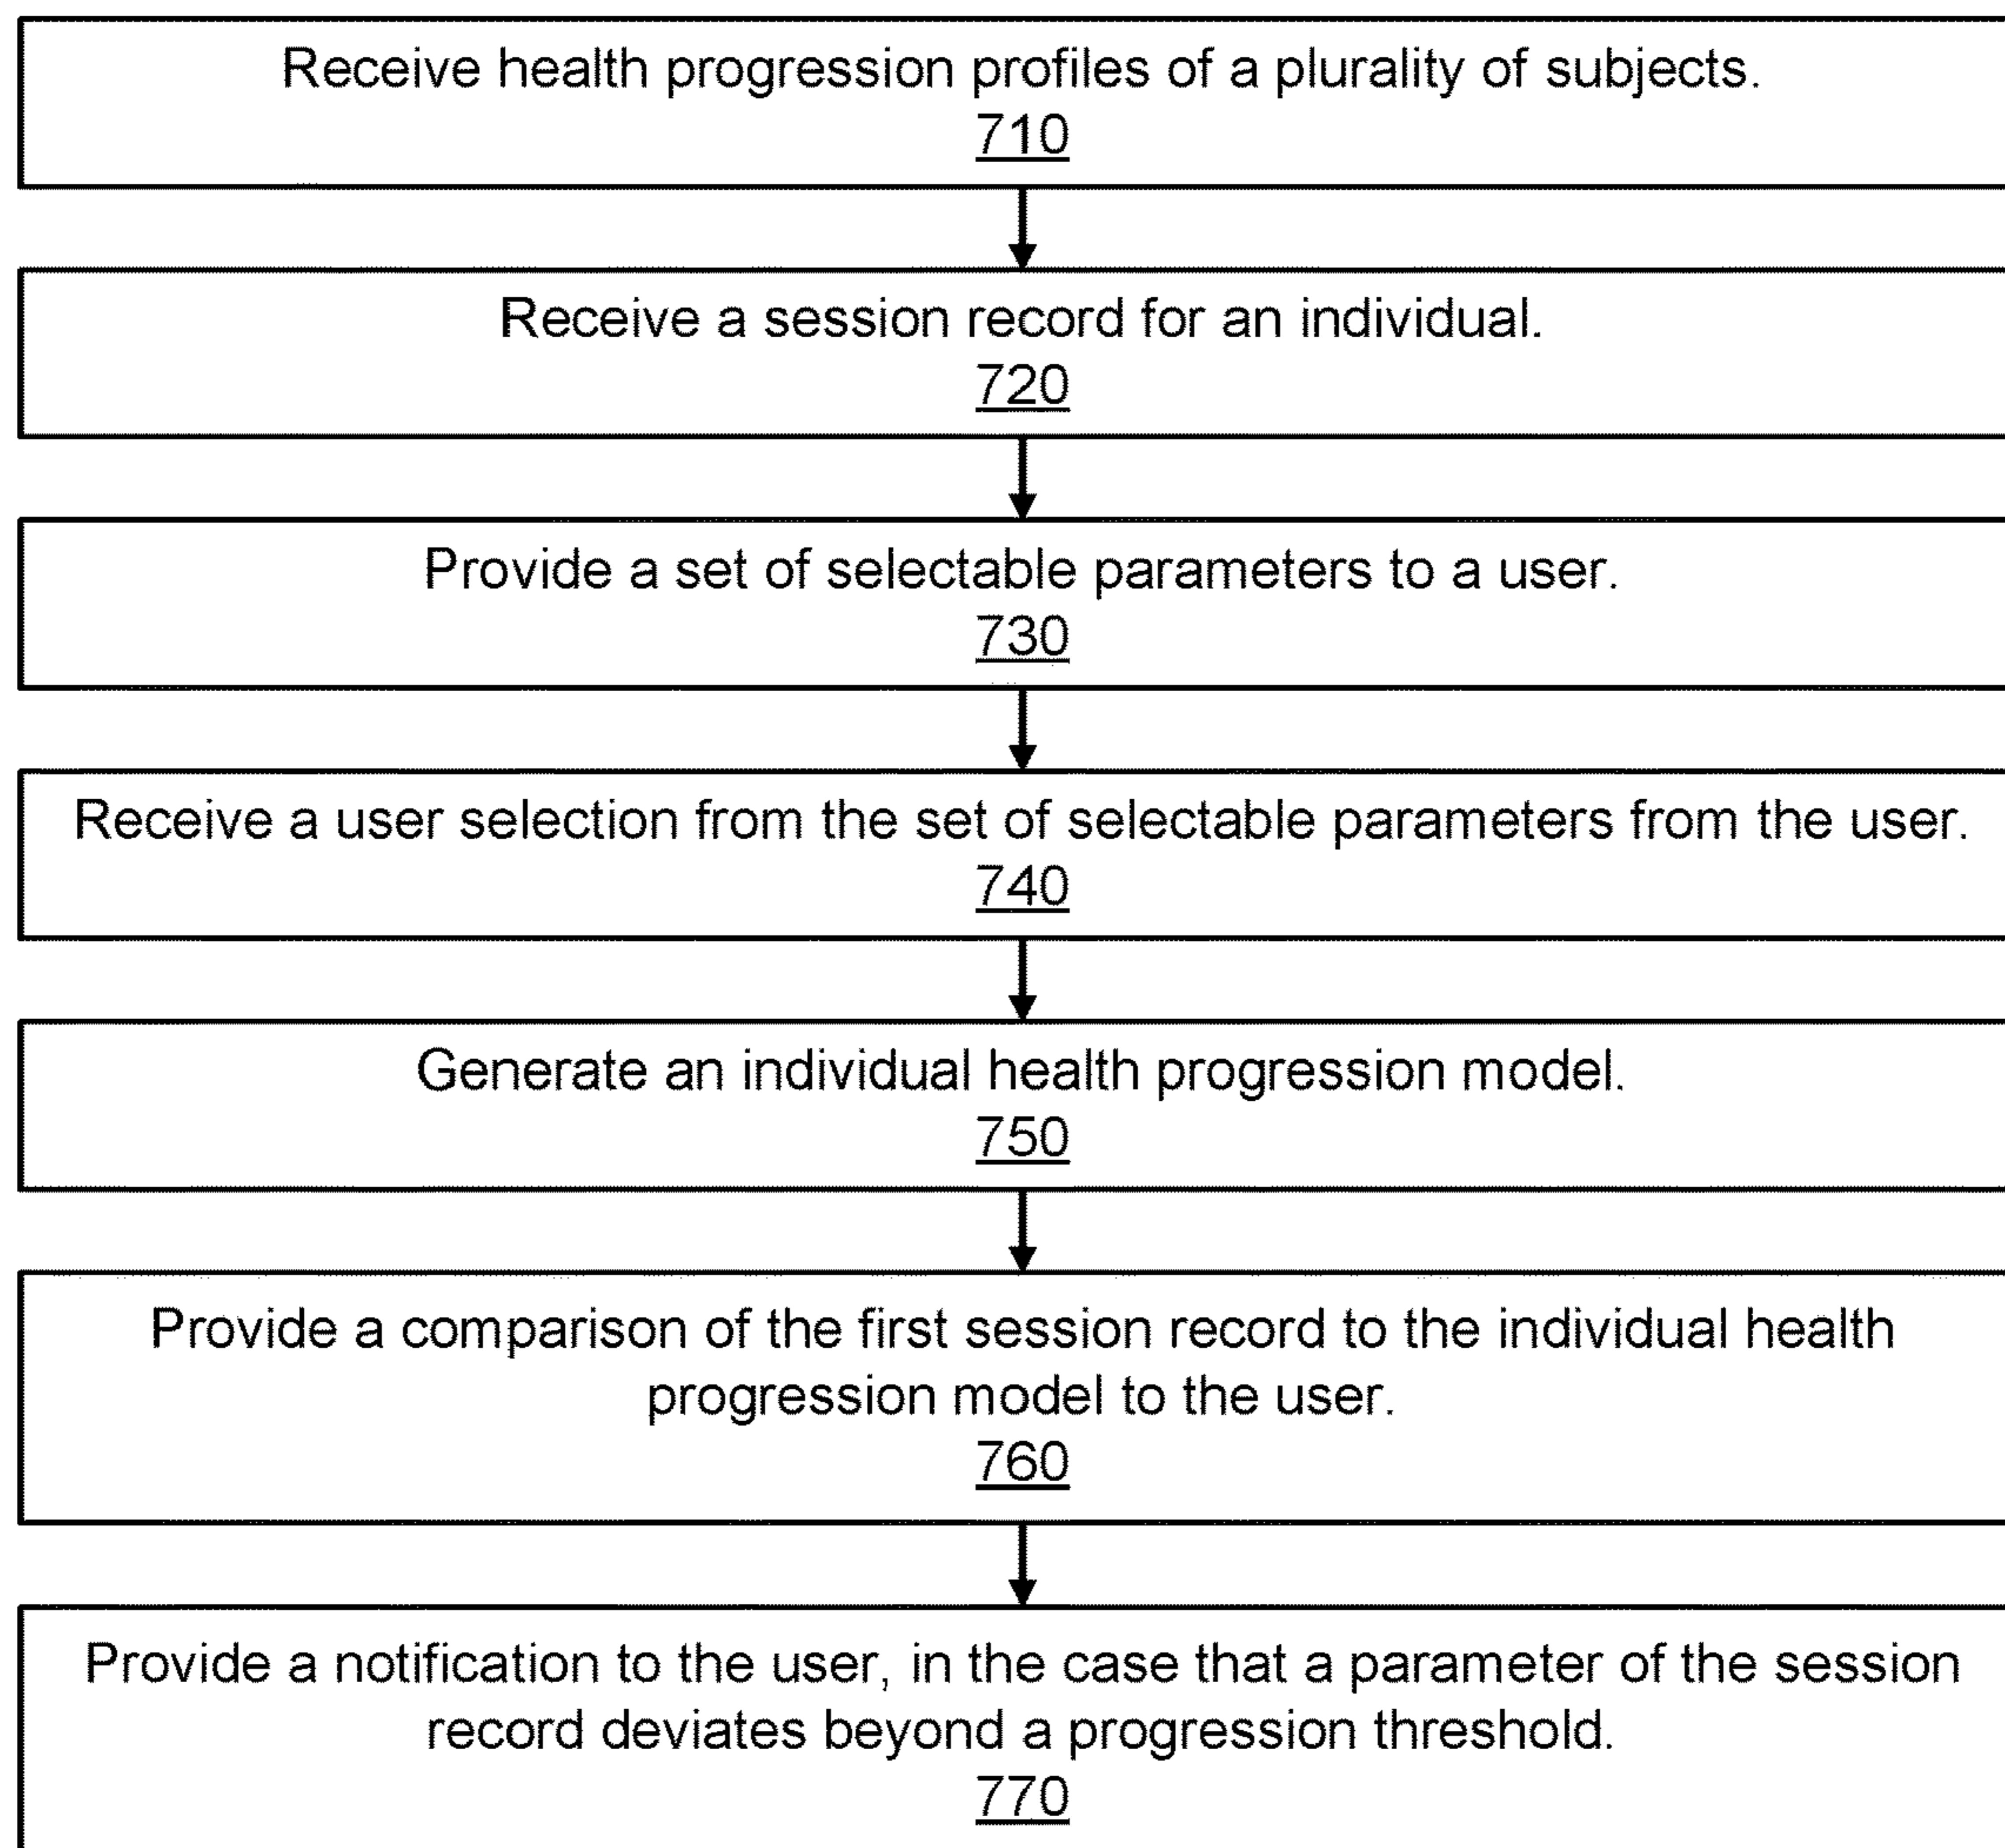 Receive health progression profiles of a plurality of subjects.
710
Receive a session record for an individual.
720
Provide a set of selectable parameters to a user.
730
Receive a user selection from the set of selectable parameters from the user.
740
Generate an individual health progression model.
750
Provide a comparison of the first session record to the individual health
progression model to the user.
760
Provide a notification to the user, in the case that a parameter of the session
record deviates beyond a progression threshold.
770